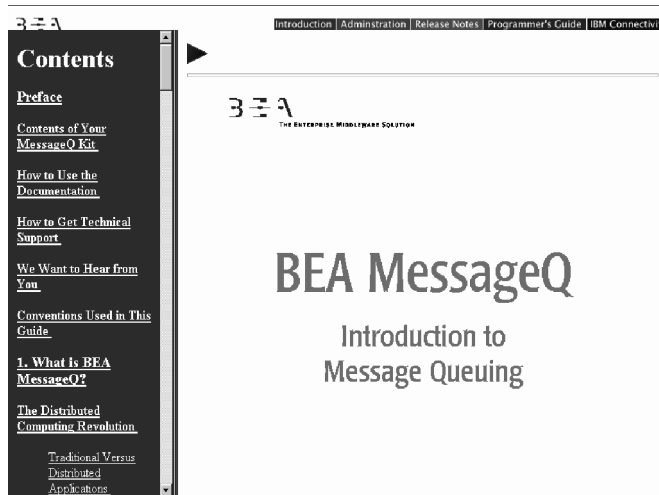 BEA
Introduction | Adminstration | Release Notes | Programmer's Guide | IBM Connectivi
Contents
Preface
Contents of Your
MessageQ Kit
How to Use the
Documentation
How to Get Technical
Support
We Want to Hear from
You
Conventions Used in This
Guide
1. What is BEA
MessageQ?
The Distributed
Computing Revolution
Traditional Versus
Distributed
Applications
BEA
THE ENTERPRISE MIDDLEWARE SOLUTION
BEA MessageQ
Introduction to
Message Queuing